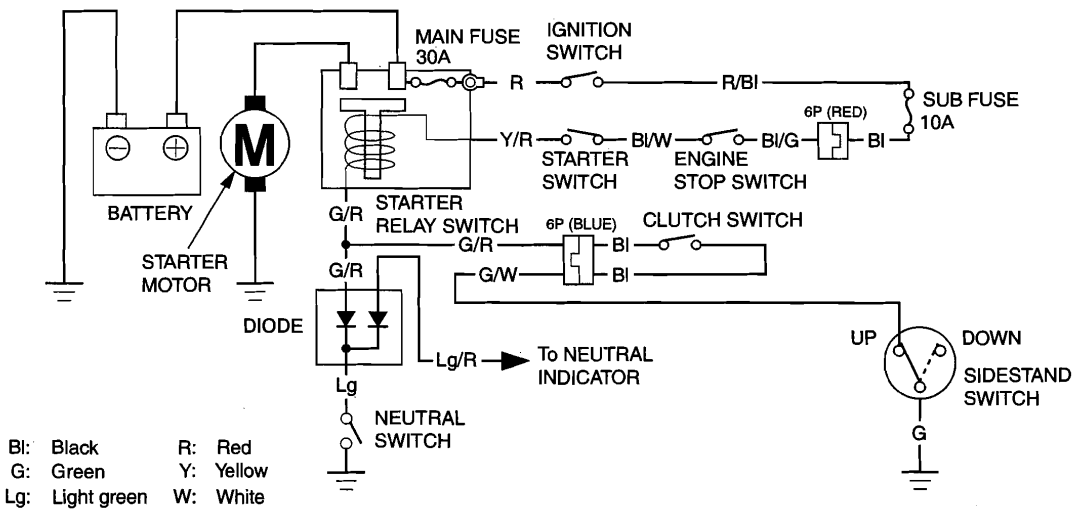 MAIN FUSE
30A
IGNITION
SWITCH
R
R/Bl
SUB FUSE
10A
6P (RED)
Y/R
Bl/W
Bl/G
Bl
STARTER
SWITCH
ENGINE
STOP SWITCH
M
BATTERY
STARTER
MOTOR
STARTER
RELAY SWITCH
G/R
G/R
6P (BLUE)
Bl
CLUTCH SWITCH
G/R
G/W
Bl
DIODE
Lg/R
To NEUTRAL
INDICATOR
UP
DOWN
SIDESTAND
SWITCH
G
Lg
NEUTRAL
SWITCH
Bl: Black R: Red
G: Green Y: Yellow
Lg: Light green W: White